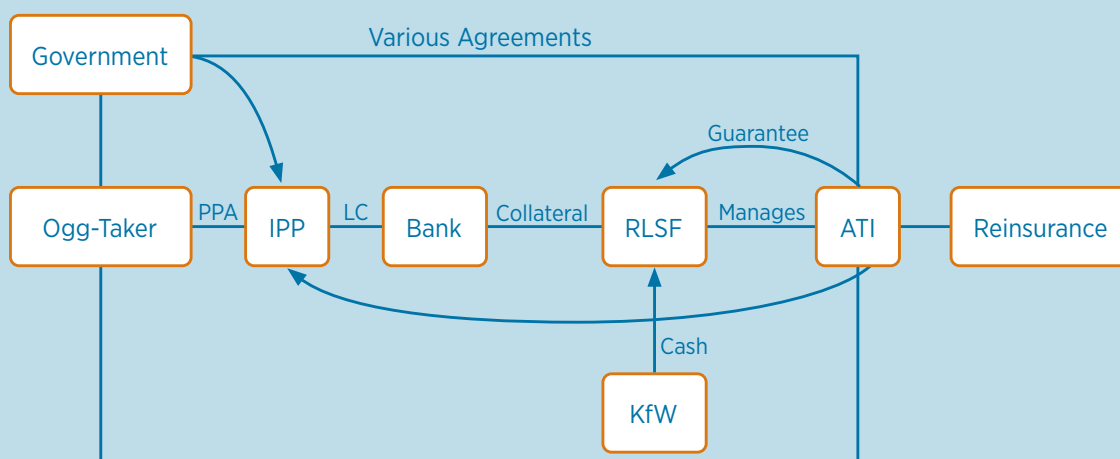 Various Agreements
Government
Guarantee
Ogg-Taker PPA IPP LC Bank Collateral RLSF Manages ATI Reinsurance
Cash
KfW